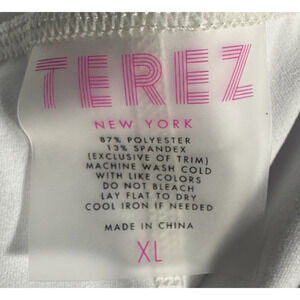 TEREZ
NEW YORK
87% POLYESTER
13% SPANDEX
(EXCLUSIVE OF TRIM)
MACHINE WASH COLD
WITH LIKE COLORS
DO NOT BLEACH
LAY FLAT TO DRY
COOL IRON IF NEEDED
MADE IN CHINA
XL